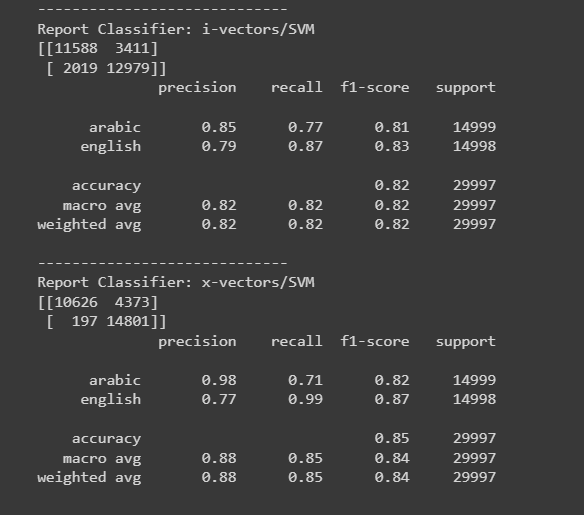 -----------------------------
Report Classifier: i-vectors/SVM
[[11588  3411]
 [ 2019 12979]]
              precision    recall  f1-score   support

      arabic       0.85      0.77      0.81     14999
     english       0.79      0.87      0.83     14998

    accuracy                           0.82     29997
   macro avg       0.82      0.82      0.82     29997
weighted avg       0.82      0.82      0.82     29997

-----------------------------
Report Classifier: x-vectors/SVM
[[10626  4373]
 [  197 14801]]
              precision    recall  f1-score   support

      arabic       0.98      0.71      0.82     14999
     english       0.77      0.99      0.87     14998

    accuracy                           0.85     29997
   macro avg       0.88      0.85      0.84     29997
weighted avg       0.88      0.85      0.84     29997